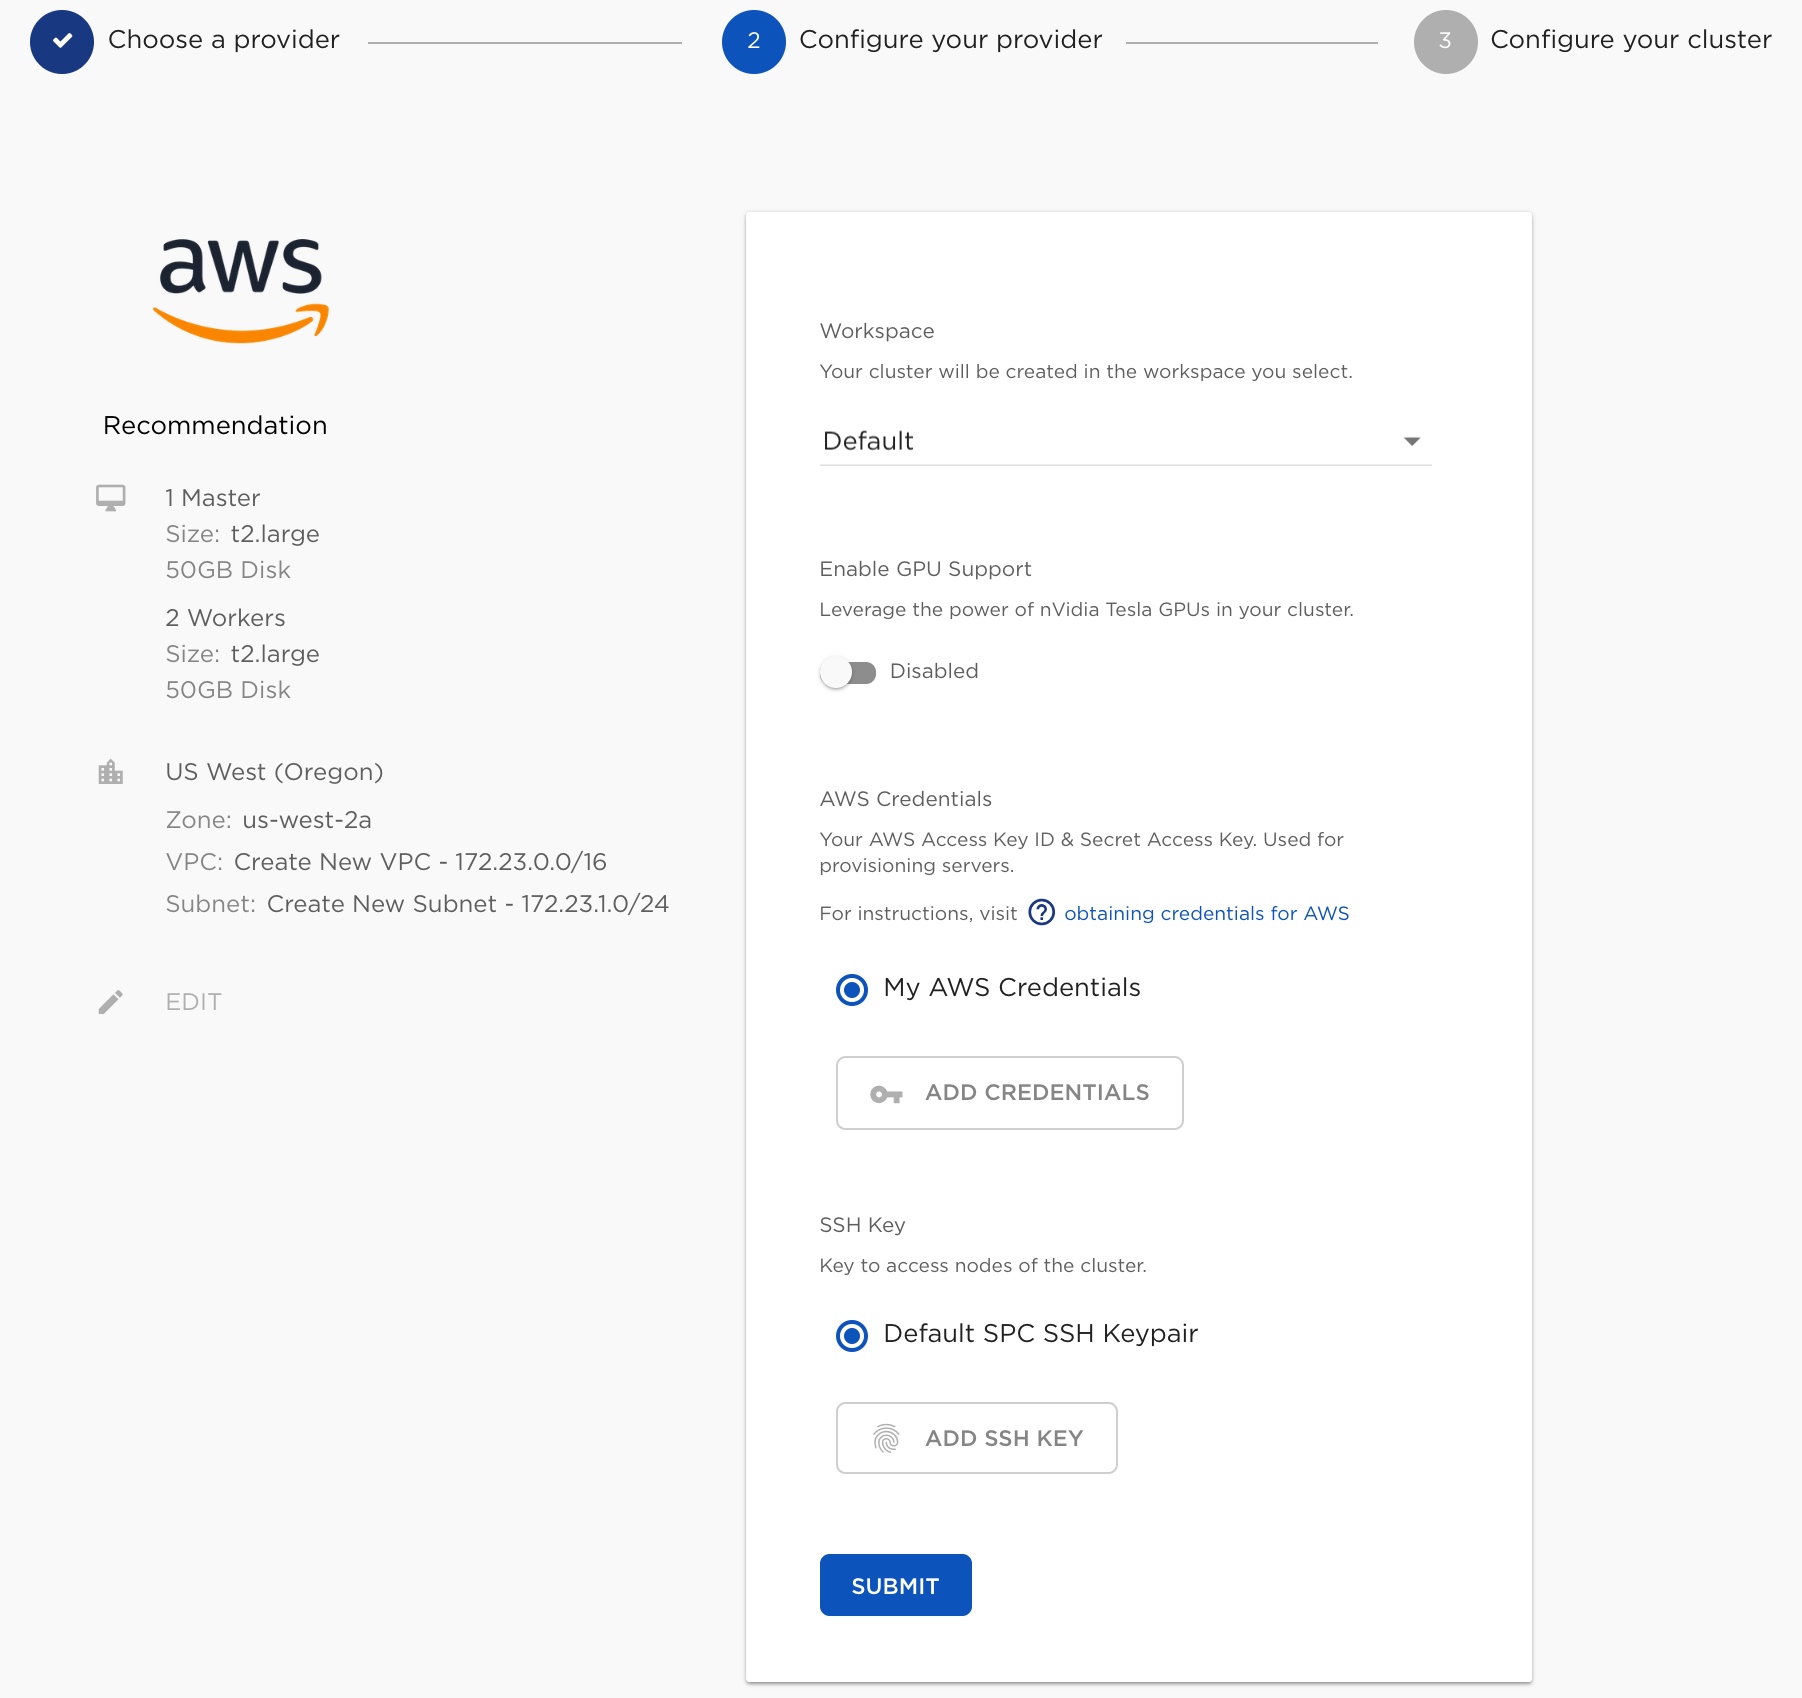 Choose a provider
2 Configure your provider
3 Configure your cluster
aws
Recommendation
1 Master
Size: t2.large
50GB Disk
2 Workers
Size: t2.large
50GB Disk
US West (Oregon)
Zone: us-west-2a
VPC: Create New VPC - 172.23.0.0/16
Subnet: Create New Subnet - 172.23.1.0/24
EDIT
Workspace
Your cluster will be created in the workspace you select.
Default
Enable GPU Support
Leverage the power of nVidia Tesla GPUs in your cluster.
Disabled
AWS Credentials
Your AWS Access Key ID & Secret Access Key. Used for
provisioning servers.
For instructions, visit ? obtaining credentials for AWS
My AWS Credentials
ADD CREDENTIALS
SSH Key
Key to access nodes of the cluster.
Default SPC SSH Keypair
ADD SSH KEY
SUBMIT